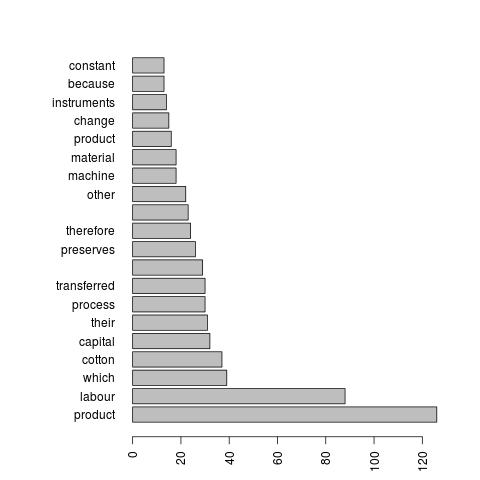 constant
because
instruments
change
product
material
machine
other
therefore
preserves
transferred
process
their
capital
cotton
which
labour
product
0 20 40 60 80 100 120